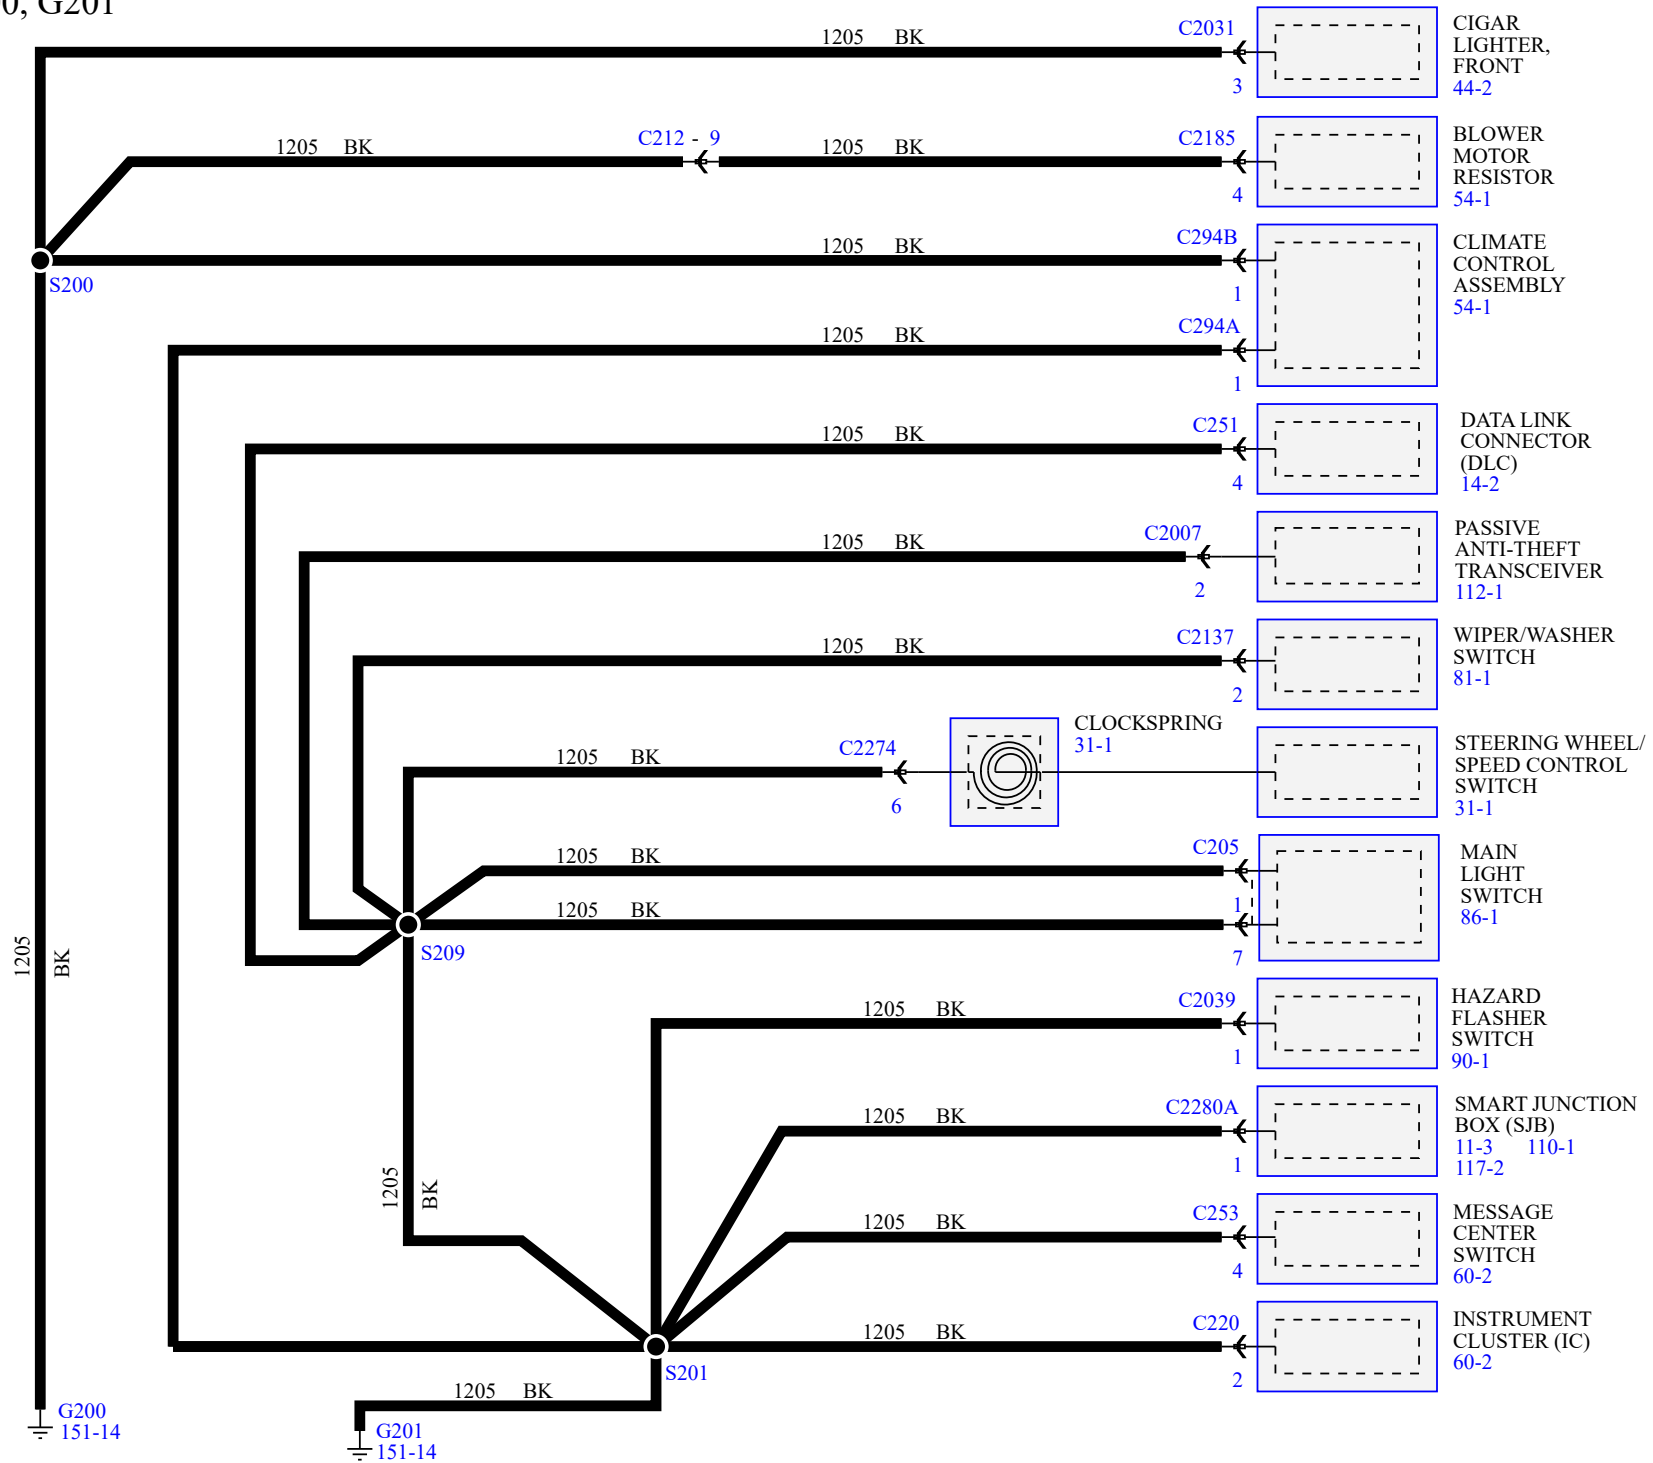 0, G201
1205 BK
C2031
3
CIGAR
LIGHTER,
FRONT
44-2
1205 BK
C212 - 9
1205 BK
C2185
4
BLOWER
MOTOR
RESISTOR
54-1
S200
1205 BK
C294B
1
CLIMATE
CONTROL
ASSEMBLY
54-1
1205 BK
C294A
1
1205 BK
C251
4
DATA LINK
CONNECTOR
(DLC)
14-2
1205 BK
C2007
2
PASSIVE
ANTI-THEFT
TRANSCEIVER
112-1
1205 BK
C2137
2
WIPER/WASHER
SWITCH
81-1
1205 BK
C2274
6
CLOCKSPRING
31-1
STEERING WHEEL/
SPEED CONTROL
SWITCH
31-1
1205 BK
C205
1
1205 BK
7
MAIN
LIGHT
SWITCH
86-1
S209
1205
BK
1205 BK
C2039
1
HAZARD
FLASHER
SWITCH
90-1
1205 BK
C2280A
1
SMART JUNCTION
BOX (SJB)
11-3 110-1
117-2
1205
BK
1205 BK
C253
4
MESSAGE
CENTER
SWITCH
60-2
1205 BK
C220
2
INSTRUMENT
CLUSTER (IC)
60-2
S201
1205 BK
G200
151-14
G201
151-14